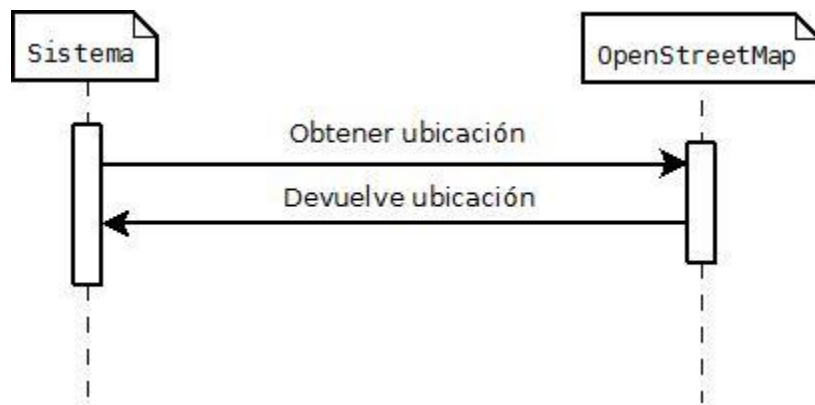 Sistema
OpenStreetMap
Obtener ubicación
Devuelve ubicación